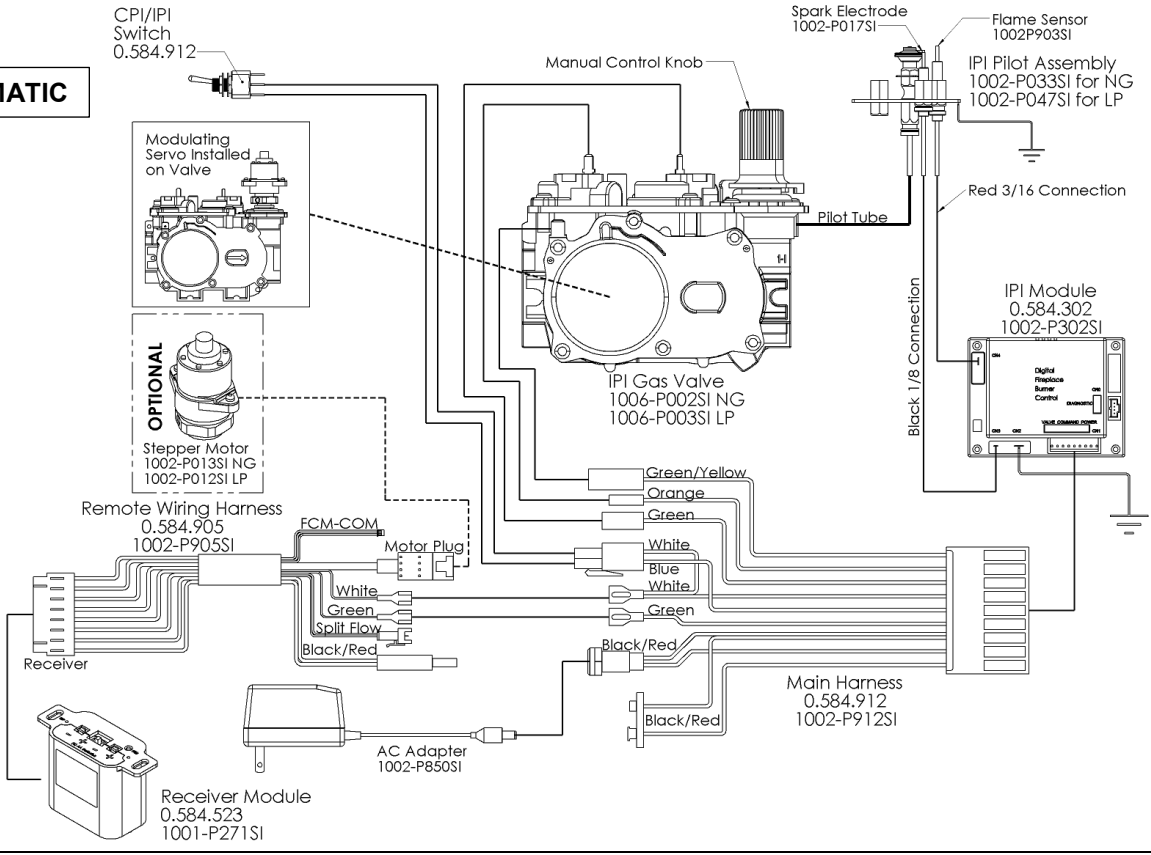 CPI/IPI
Switch
0.584.912
MATIC
Spark Electrode
1002-P017SI
Flame Sensor
1002P903SI
Manual Control Knob
IPI Pilot Assembly
1002-P033SI for NG
1002-P047SI for LP
Modulating
Servo Installed
on Valve
Red 3/16 Connection
Pilot Tube
Black 1/8 Connection
IPI Module
0.584.302
1002-P302SI
CN4
Digital
Fireplace
Burner
Control
DIAGNOSTIC
VALVE COMMAND POWER
CN3
CN2
CN1
IPI Gas Valve
1006-P002SI NG
1006-P003SI LP
OPTIONAL
Stepper Motor
1002-P013SI NG
1002-P012SI LP
Remote Wiring Harness
0.584.905
1002-P905SI
FCM-COM
Motor Plug
White
Green
Split Flow
Black/Red
Receiver
Green/Yellow
Orange
Green
White
Blue
White
Green
Black/Red
Black/Red
Main Harness
0.584.912
1002-P912SI
AC Adapter
1002-P850SI
Receiver Module
0.584.523
1001-P271SI